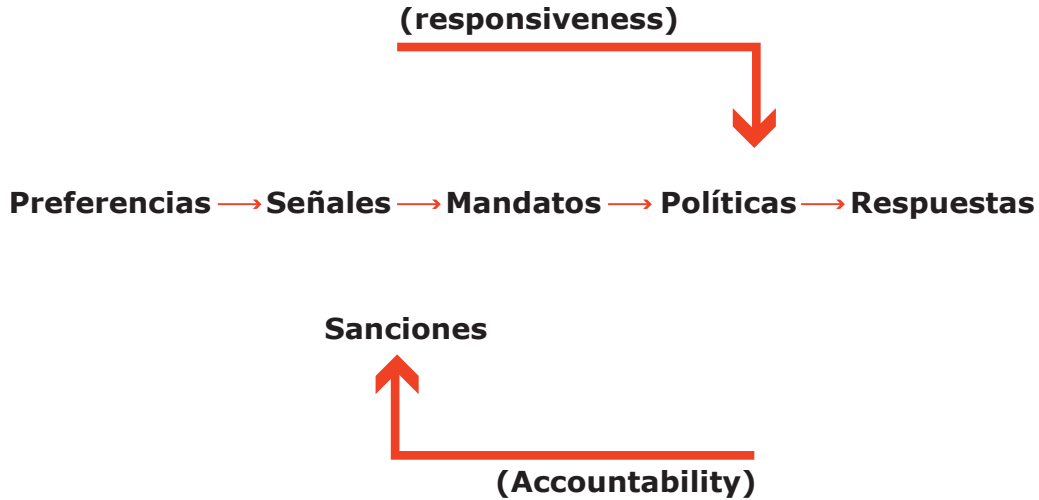 (responsiveness)
Preferencias → Señales → Mandatos → Políticas → Respuestas
Sanciones
(Accountability)